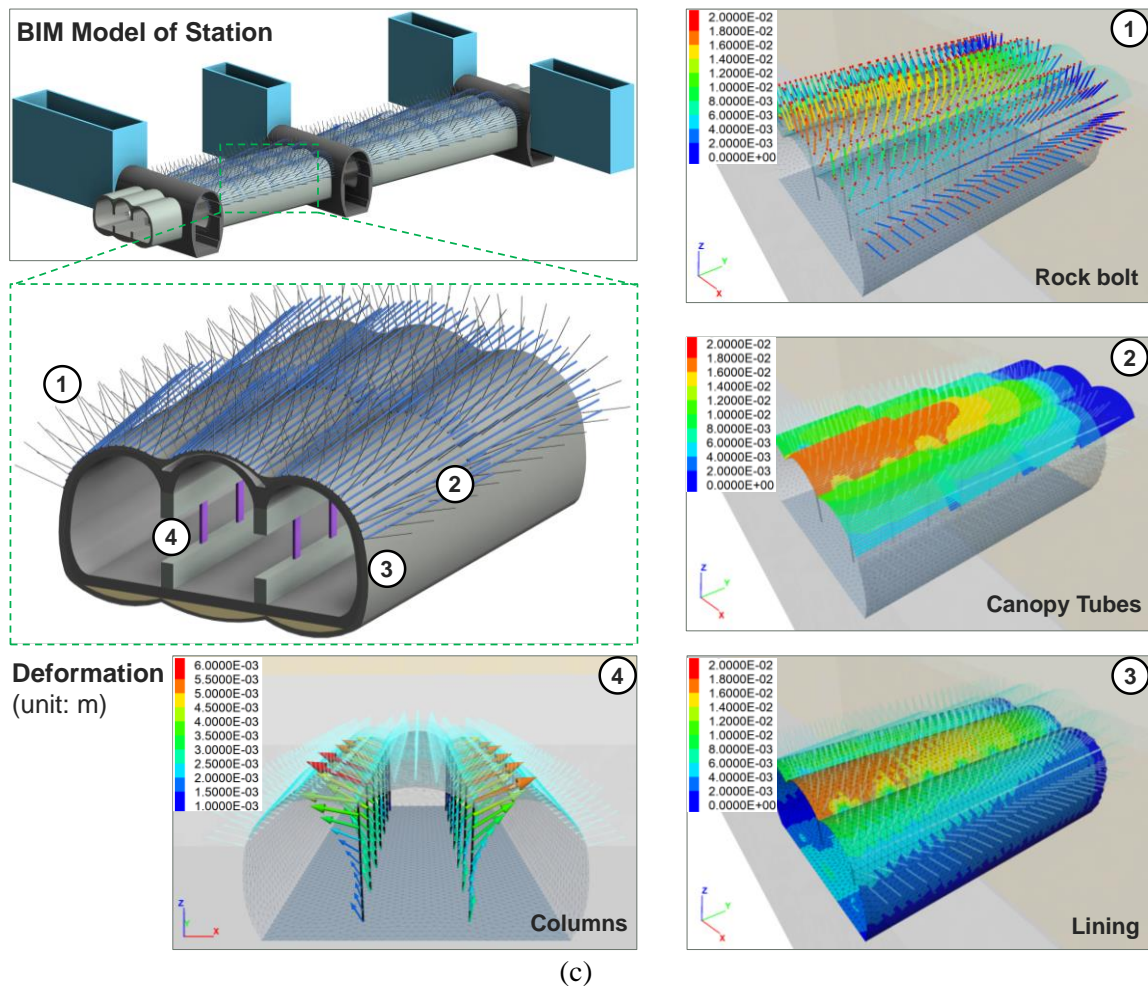 BIM Model of Station
1
2
4
3
Deformation
(unit: m)
6.0000E-03
5.5000E-03
5.0000E-03
4.5000E-03
4.0000E-03
3.5000E-03
3.0000E-03
2.5000E-03
2.0000E-03
1.5000E-03
1.0000E-03
4
Z
Y
X
Columns
2.0000E-02
1.8000E-02
1.6000E-02
1.4000E-02
1.2000E-02
1.0000E-02
8.0000E-03
6.0000E-03
4.0000E-03
2.0000E-03
0.0000E+00
1
Z
Y
X
Rock bolt
2.0000E-02
1.8000E-02
1.6000E-02
1.4000E-02
1.2000E-02
1.0000E-02
8.0000E-03
6.0000E-03
4.0000E-03
2.0000E-03
0.0000E+00
2
Z
Y
X
Canopy Tubes
2.0000E-02
1.8000E-02
1.6000E-02
1.4000E-02
1.2000E-02
1.0000E-02
8.0000E-03
6.0000E-03
4.0000E-03
2.0000E-03
0.0000E+00
3
Z
Y
X
Lining
(c)